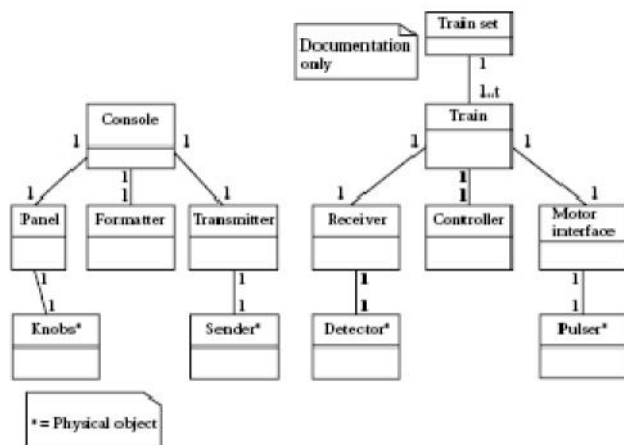 Train set
Documentation
only
1
1..t
Console
Train
1 1 1
1 1 1
1 1 1
1 1 1
Panel Formatter Transmitter
Receiver Controller Motor
interface
1 1 1 1
1 1 1 1
Knobs* Sender* Detector* Pulser*
* = Physical object